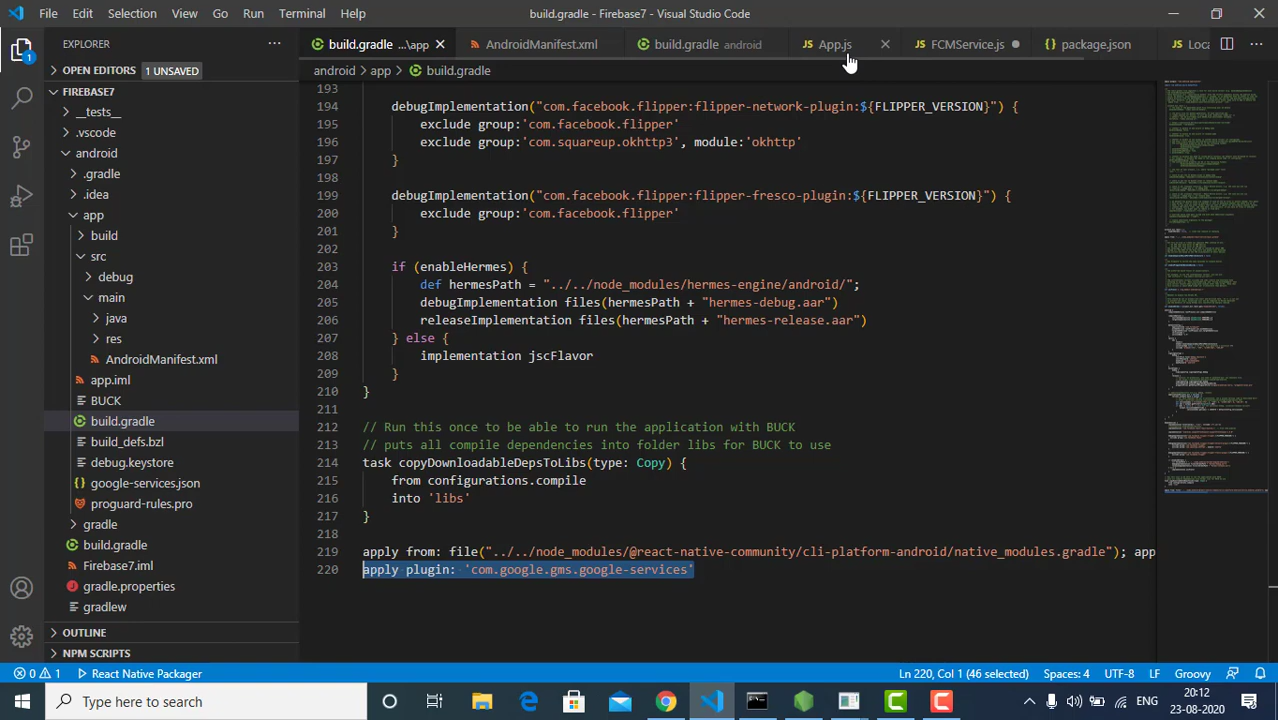 File Edit Selection View Go Run Terminal Help build.gradle - Firebase7 - Visual Studio Code
EXPLORER
build.gradle ...\app AndroidManifest.xml build.gradle android App.js FCMService.js package.json Loca
OPEN EDITORS 1 UNSAVED
android > app > build.gradle
FIREBASE7
__tests__
.vscode
android
.gradle
.idea
app
build
src
debug
main
java
res
AndroidManifest.xml
app.iml
BUCK
build.gradle
build_defs.bzl
debug.keystore
google-services.json
proguard-rules.pro
gradle
build.gradle
Firebase7.iml
gradle.properties
gradlew
OUTLINE
NPM SCRIPTS
193
194 debugImplementation("com.facebook.flipper:flipper-network-plugin:${FLIPPER_VERSION}") {
195 exclude group:'com.facebook.flipper'
196 exclude group:'com.squareup.okhttp3', module:'okhttp'
197 }
198
199 debugImplementation("com.facebook.flipper:flipper-fresco-plugin:${FLIPPER_VERSION}") {
200 exclude group:'com.facebook.flipper'
201 }
202
203 if (enableHermes) {
204 def hermesPath = "../../node_modules/hermes-engine/android/";
205 debugImplementation files(hermesPath + "hermes-debug.aar")
206 releaseImplementation files(hermesPath + "hermes-release.aar")
207 } else {
208 implementation jscFlavor
209 }
210 }
211
212 // Run this once to be able to run the application with BUCK
213 // puts all compile dependencies into folder libs for BUCK to use
214 task copyDownloadableDepsToLibs(type: Copy) {
215 from configurations.compile
216 into 'libs'
217 }
218
219 apply from: file("../../node_modules/@react-native-community/cli-platform-android/native_modules.gradle"); app
220 apply plugin: 'com.google.gms.google-services'
0 1 React Native Packager Ln 220, Col 1 (46 selected) Spaces: 4 UTF-8 LF Groovy
Type here to search ENG 20:12
23-08-2020